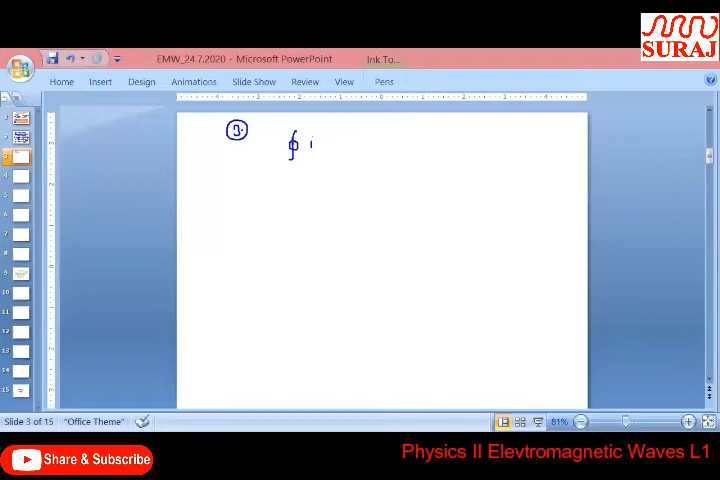 SURAJ
EMW_24.7.2020 - Microsoft PowerPoint
Ink To...
Home Insert Design Animations Slide Show Review View Pens
③
∮ i
1
2
3
4
5
6
7
8
9
10
11
12
13
14
15
Slide 3 of 15 "Office Theme" 81%
Share & Subscribe
Physics II Elevtromagnetic Waves L1